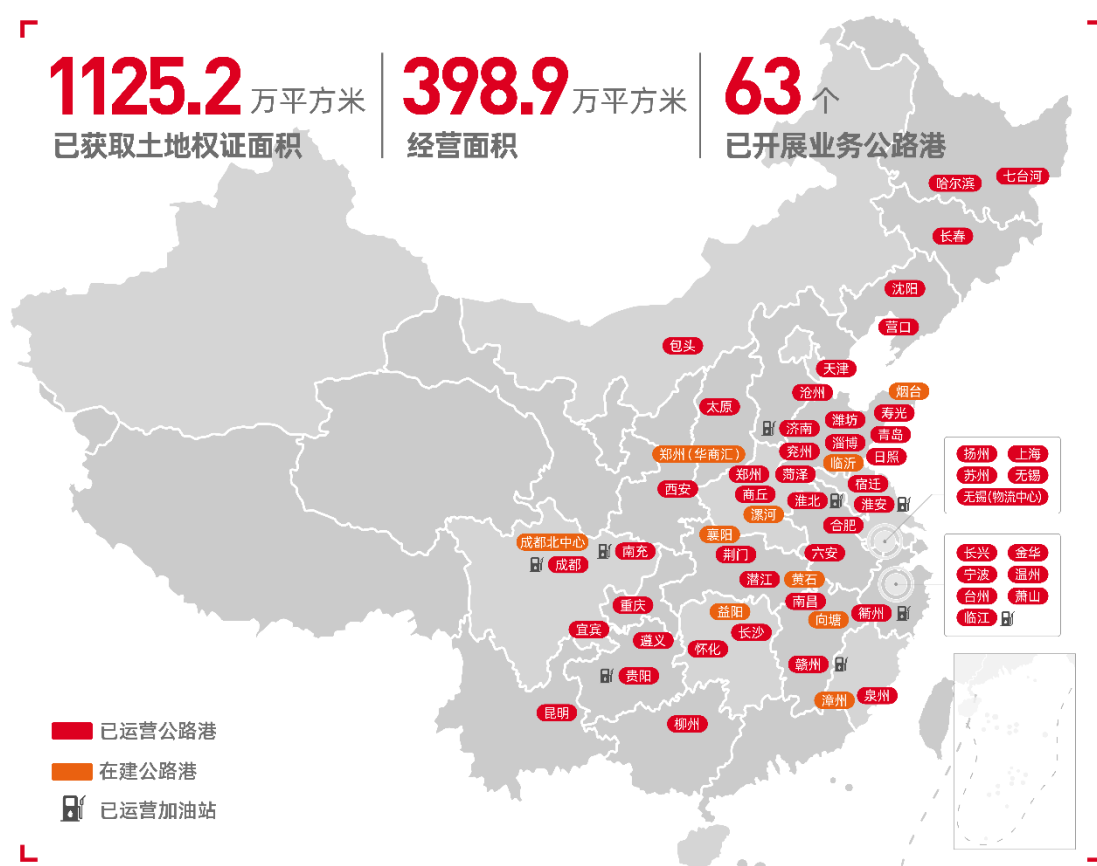 1125.2 万平方米
已获取土地权证面积
398.9 万平方米
经营面积
63 个
已开展业务公路港
哈尔滨
七台河
长春
沈阳
营口
包头
天津
沧州
烟台
太原
寿光
潍坊
济南
青岛
淄博
兖州
郑州(华商汇)
日照
临沂
郑州
菏泽
宿迁
西安
商丘
淮北
淮安
漯河
合肥
襄阳
成都北中心
南充
荆门
六安
成都
潜江
黄石
南昌
重庆
益阳
衢州
向塘
宜宾
长沙
遵义
怀化
赣州
贵阳
泉州
漳州
昆明
柳州
扬州 上海
苏州 无锡
无锡(物流中心)
长兴 金华
宁波 温州
台州 萧山
临江
已运营公路港
在建公路港
已运营加油站